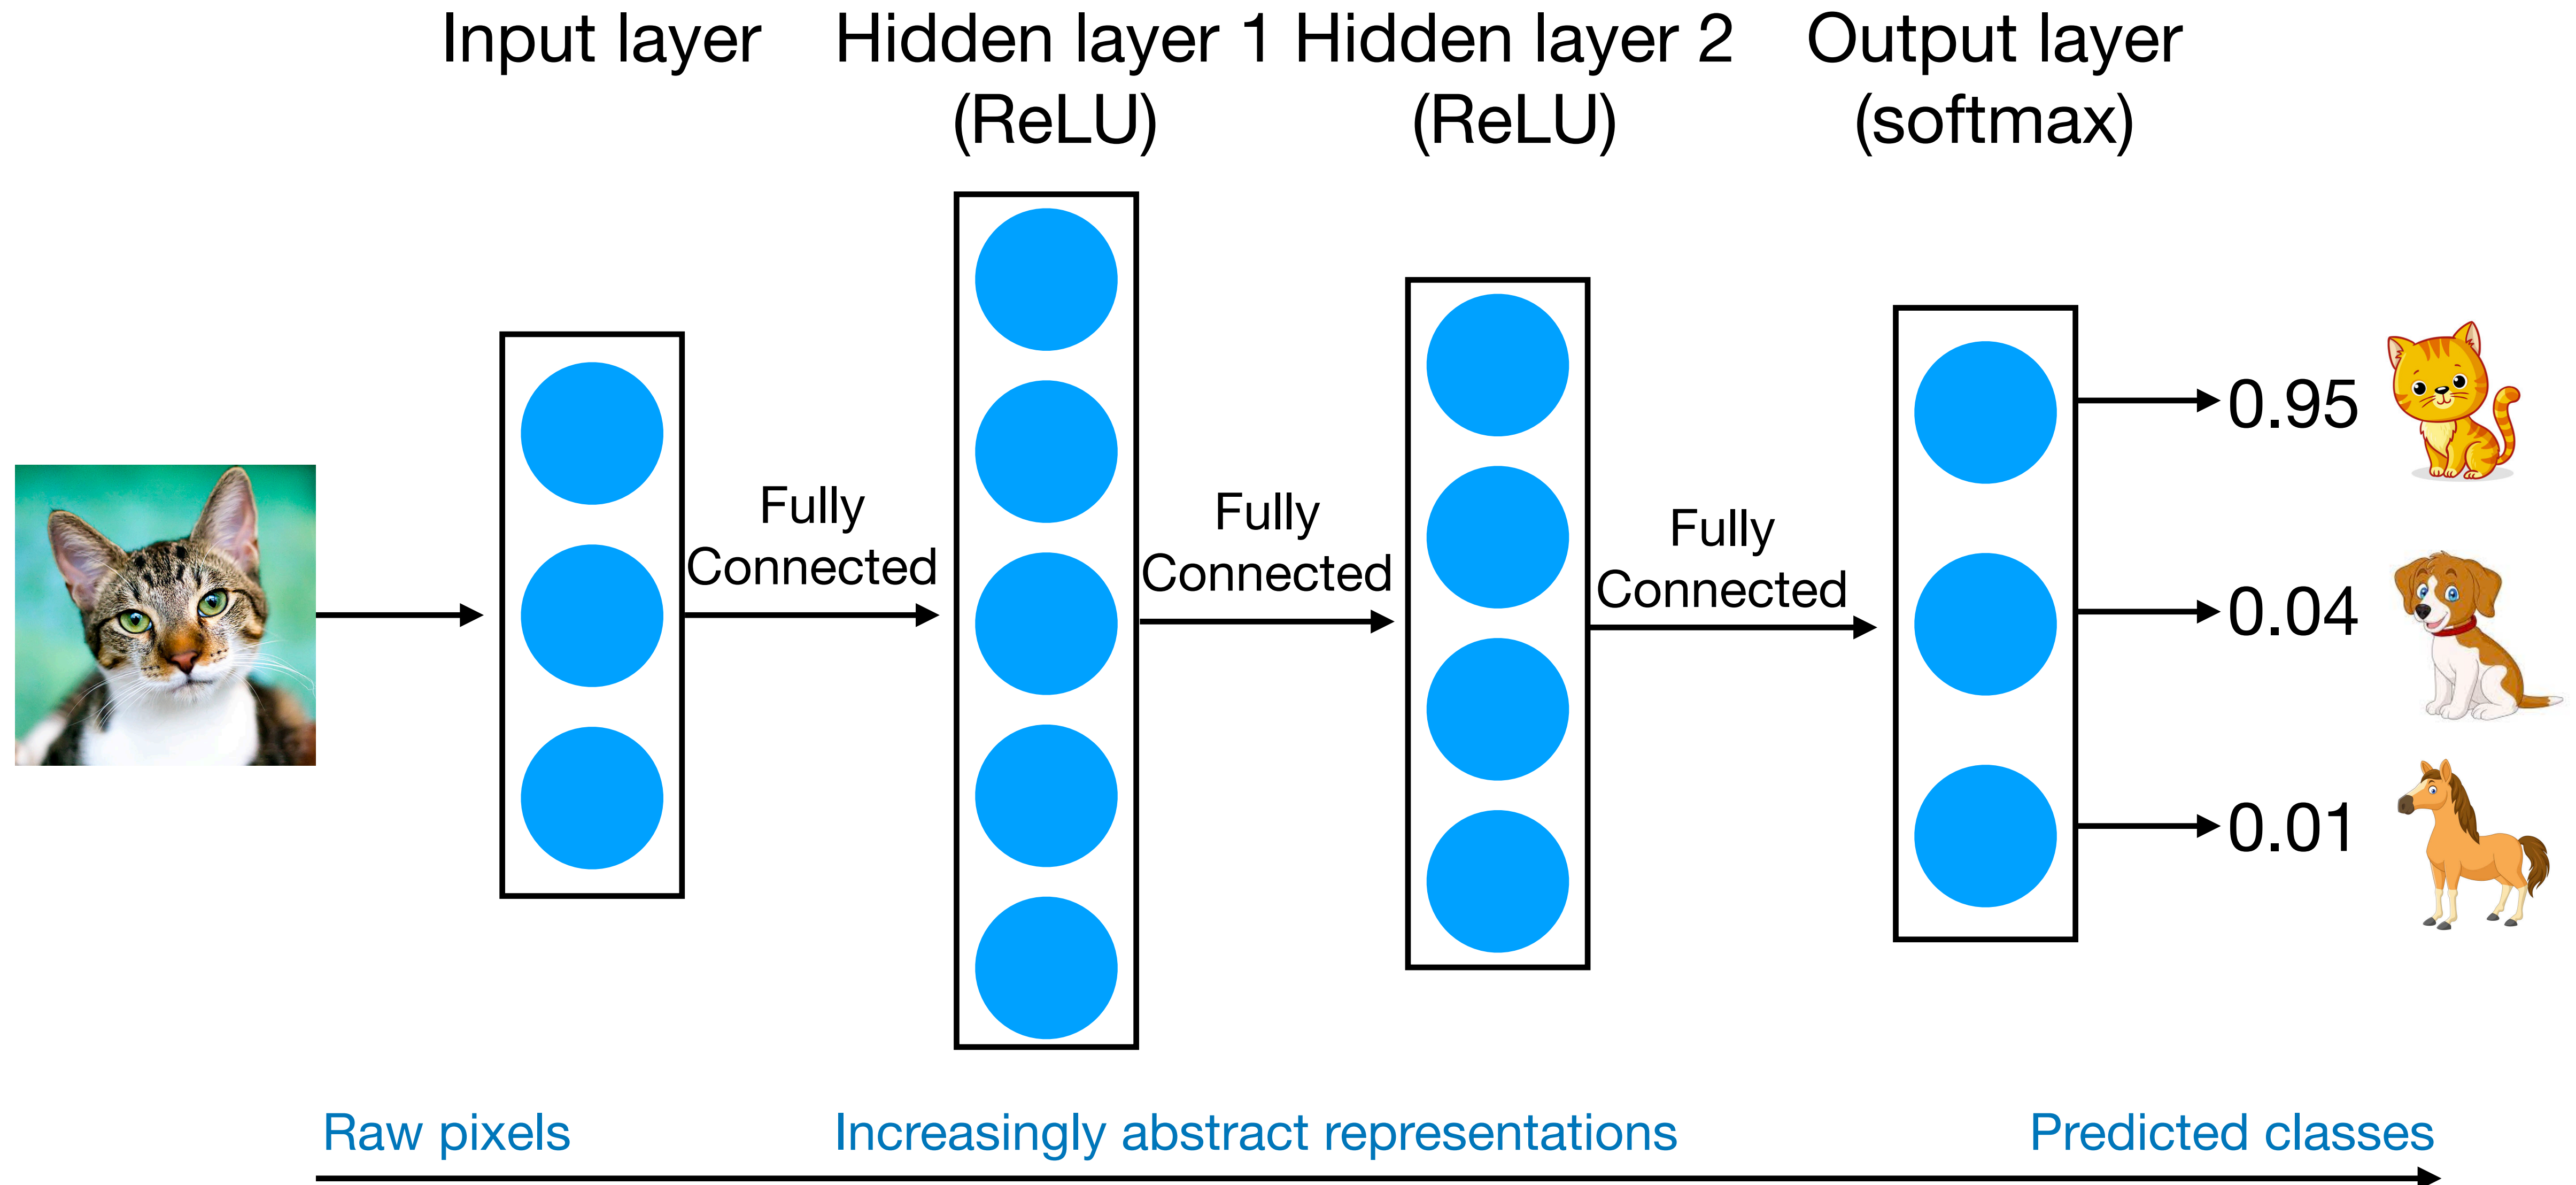 Input layer
Hidden layer 1
(ReLU)
Hidden layer 2
(ReLU)
Output layer
(softmax)
Fully
Connected
Fully
Connected
Fully
Connected
0.95
0.04
0.01
Raw pixels
Increasingly abstract representations
Predicted classes